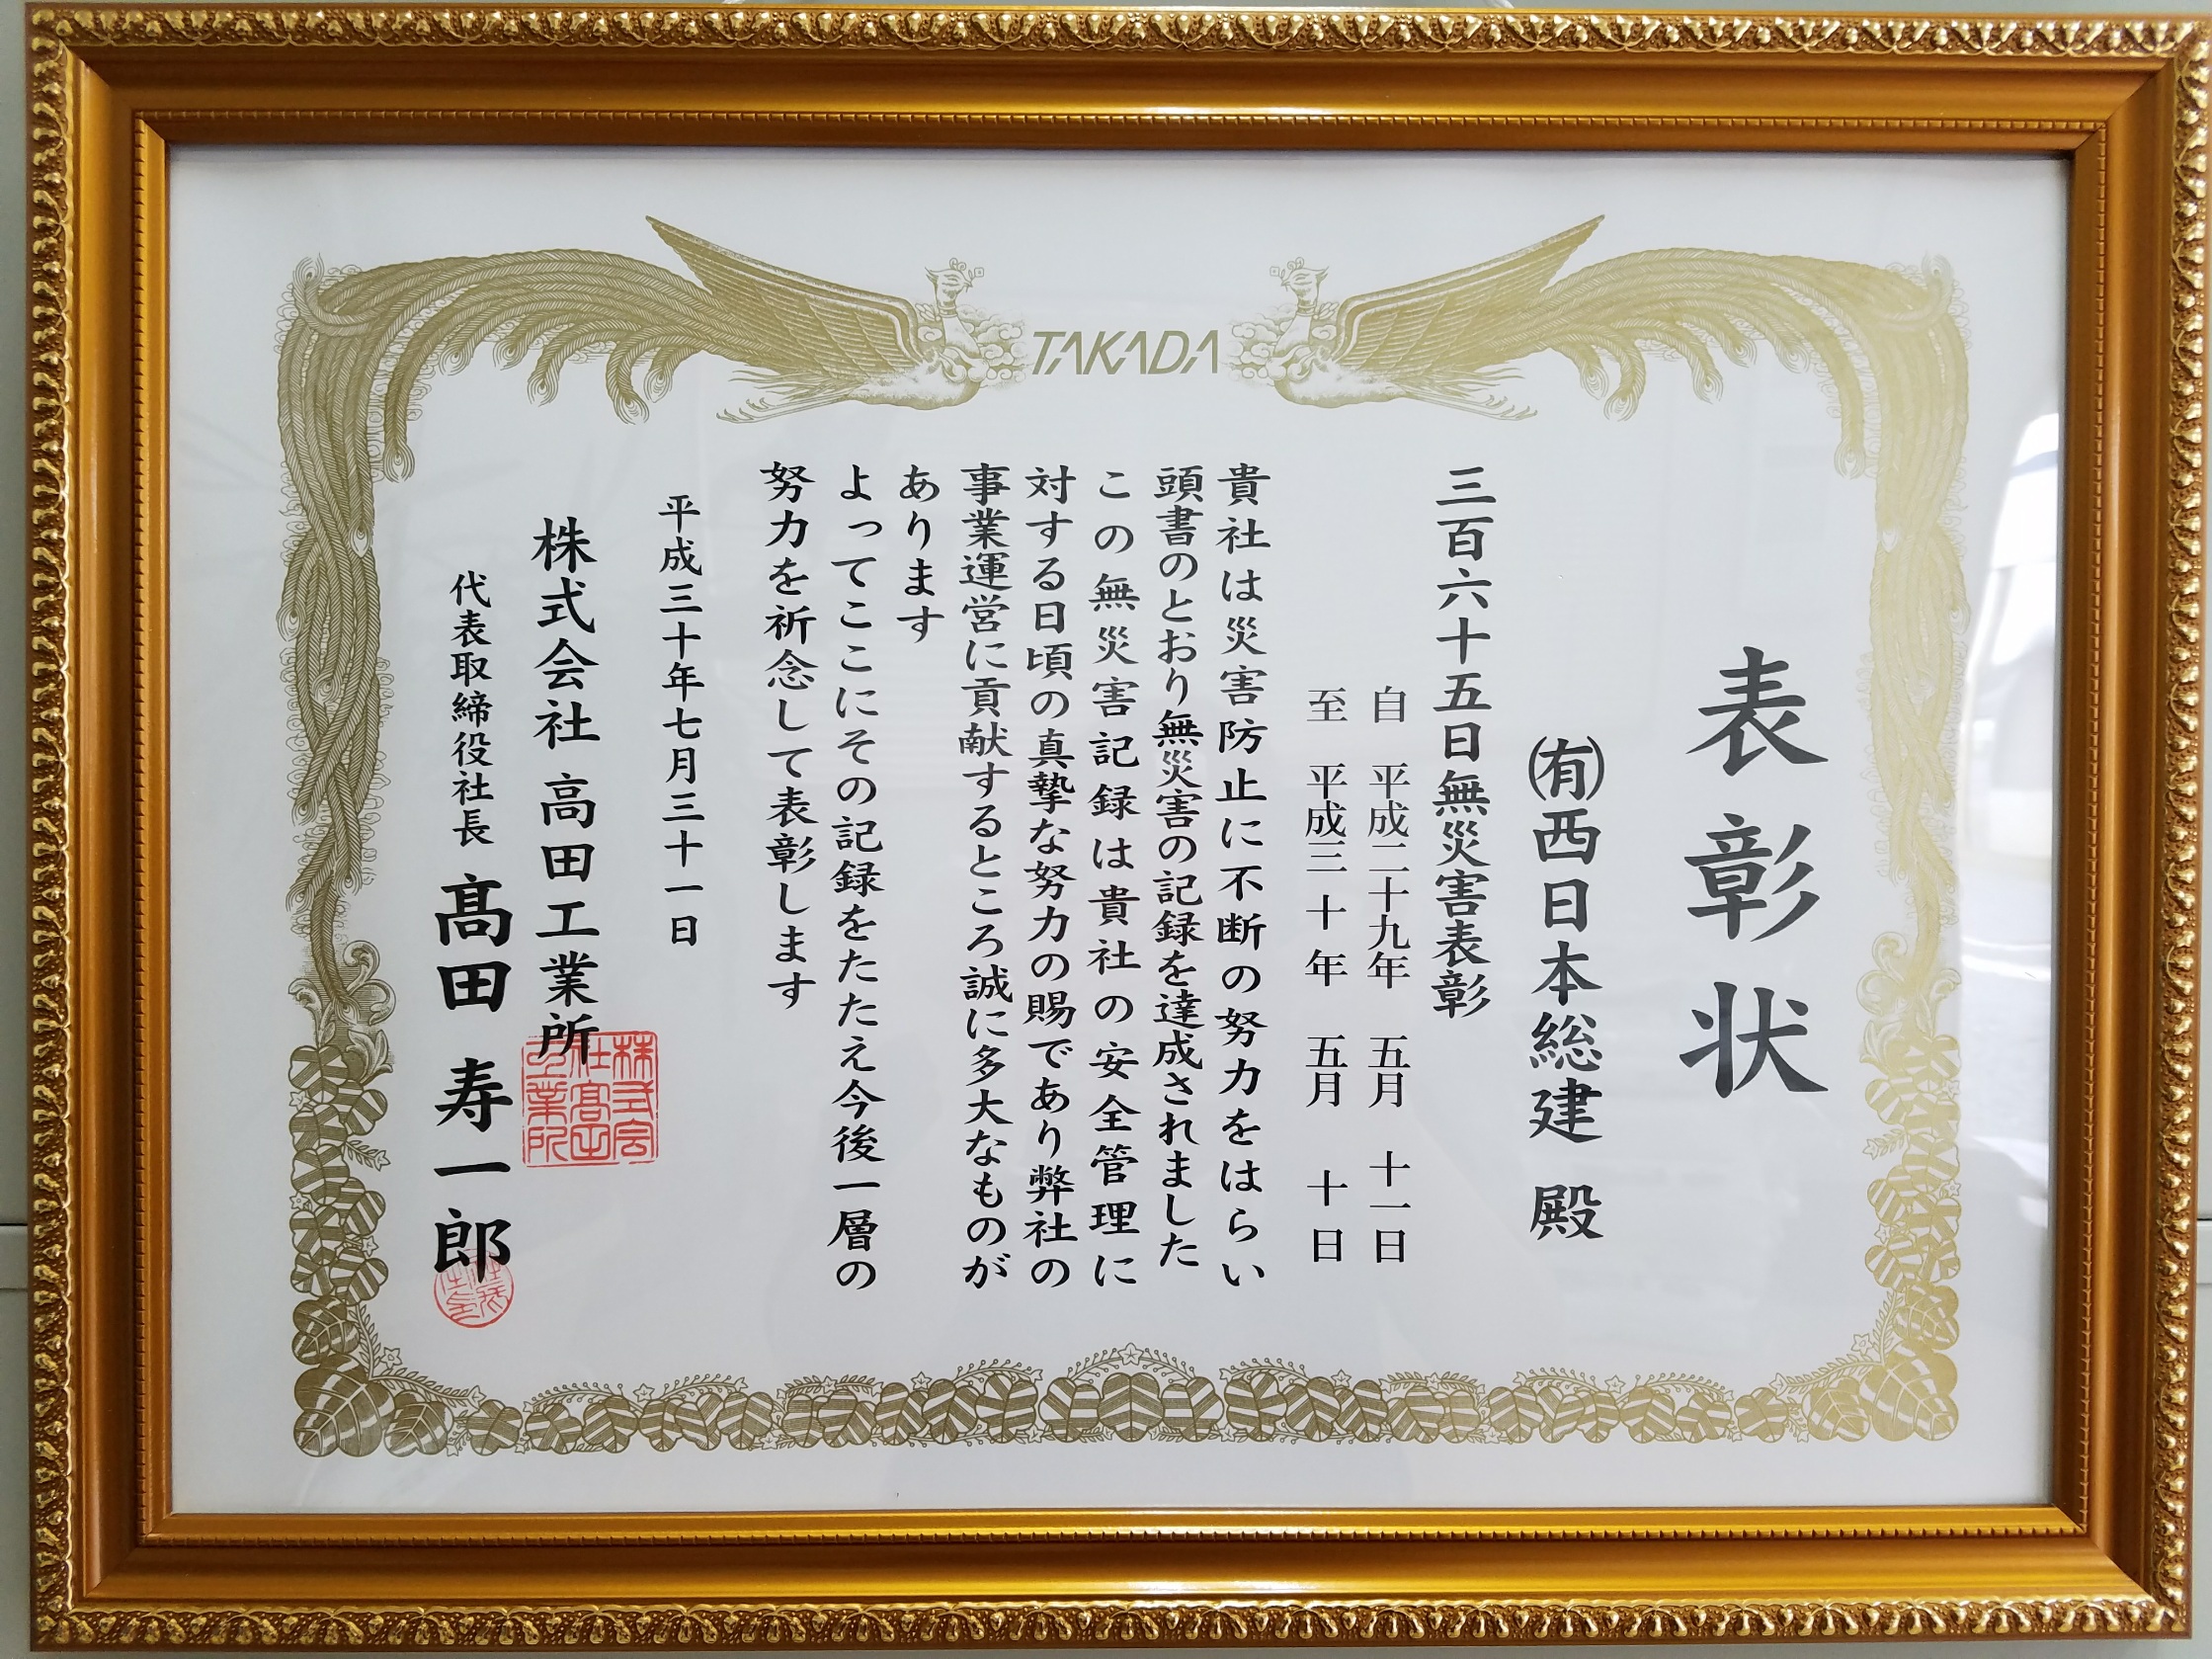 TAKADA
表彰状
㈲西日本総建 殿
三百六十五日無災害表彰
自 平成二十九年 五月 十一日
至 平成三十年 五月 十日
貴社は災害防止に不断の努力をはらい
頭書のとおり無災害の記録を達成されました
この無災害記録は貴社の安全管理に
対する日頃の真摯な努力の賜であり弊社の
事業運営に貢献するところ誠に多大なものが
あります
よってここにその記録をたたえ今後一層の
努力を祈念して表彰します
平成三十年七月三十一日
株式会社 高田工業所
株式会社髙田工業所
代表取締役社長 髙田 寿一郎